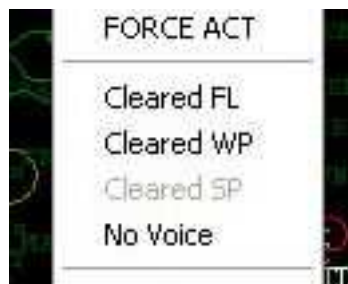 FORCE ACT
Cleared FL
Cleared WP
Cleared SP
No Voice